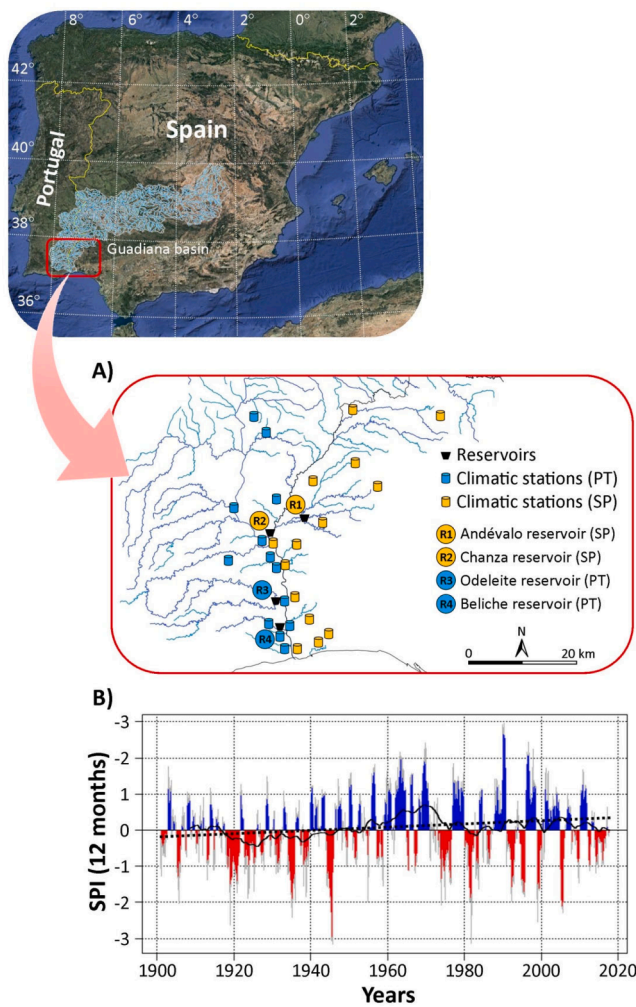 8° 6° 4° 2° 0° 2°
42°
40°
38°
36°
Portugal
Spain
Guadiana basin
A)
Reservoirs
Climatic stations (PT)
Climatic stations (SP)
R1 Andévalo reservoir (SP)
R2 Chanza reservoir (SP)
R3 Odeleite reservoir (PT)
R4 Beliche reservoir (PT)
R1
R2
R3
R4
N
0 20 km
B)
SPI (12 months)
-3
-2
-1
0
-1
-2
-3
1900 1920 1940 1960 1980 2000 2020
Years